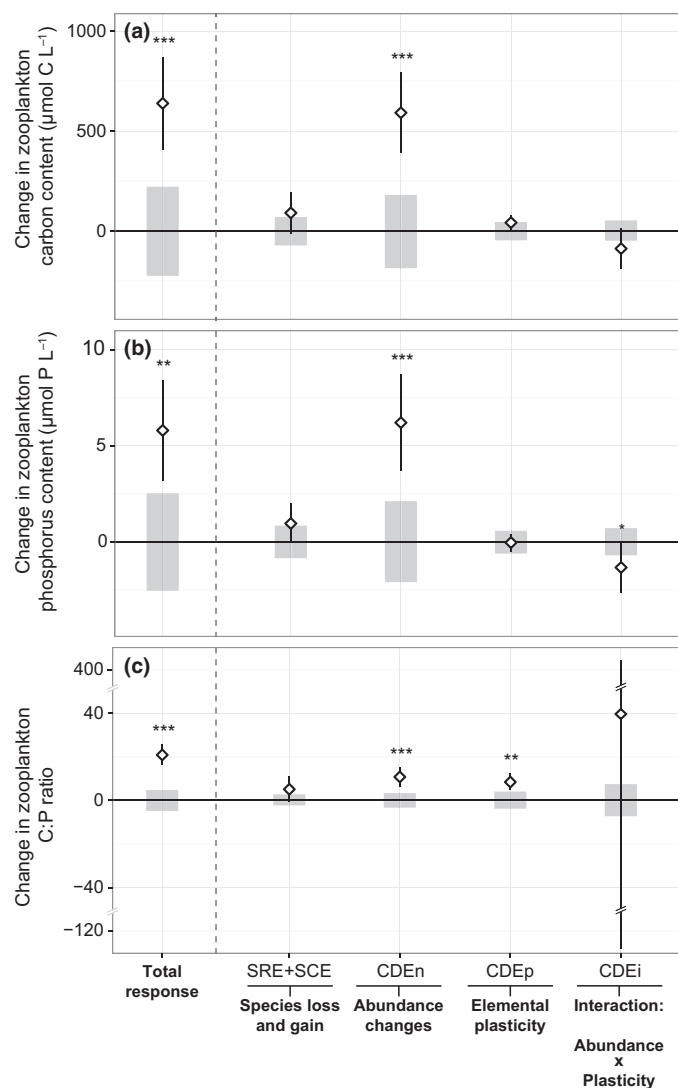 (a)
Change in zooplankton
carbon content (µmol C L⁻¹)
1000
500
0
***
***
(b)
Change in zooplankton
phosphorus content (µmol P L⁻¹)
10
5
0
**
***
*
(c)
Change in zooplankton
C:P ratio
400
40
0
−40
−120
***
***
**
Total
response
SRE+SCE
Species loss
and gain
CDEn
Abundance
changes
CDEp
Elemental
plasticity
CDEi
Interaction:
Abundance
x
Plasticity